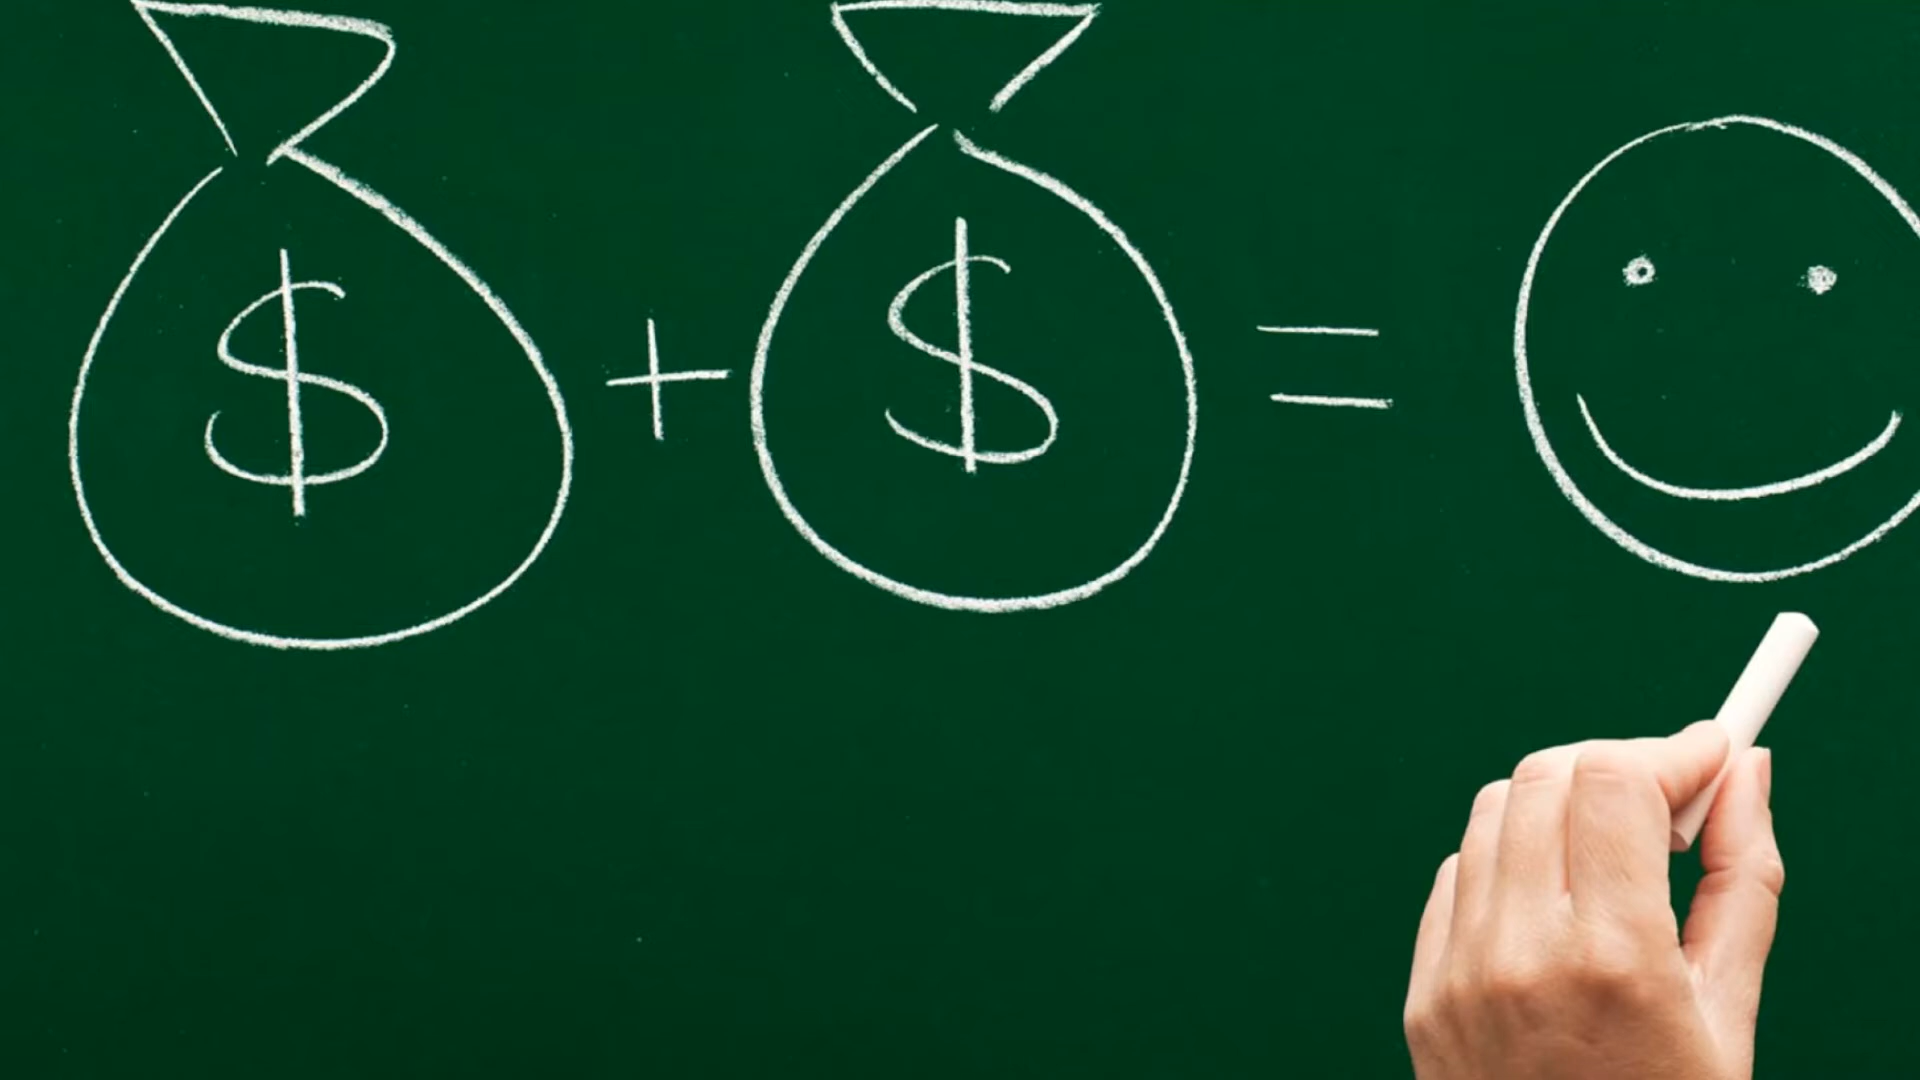 $ + $ =